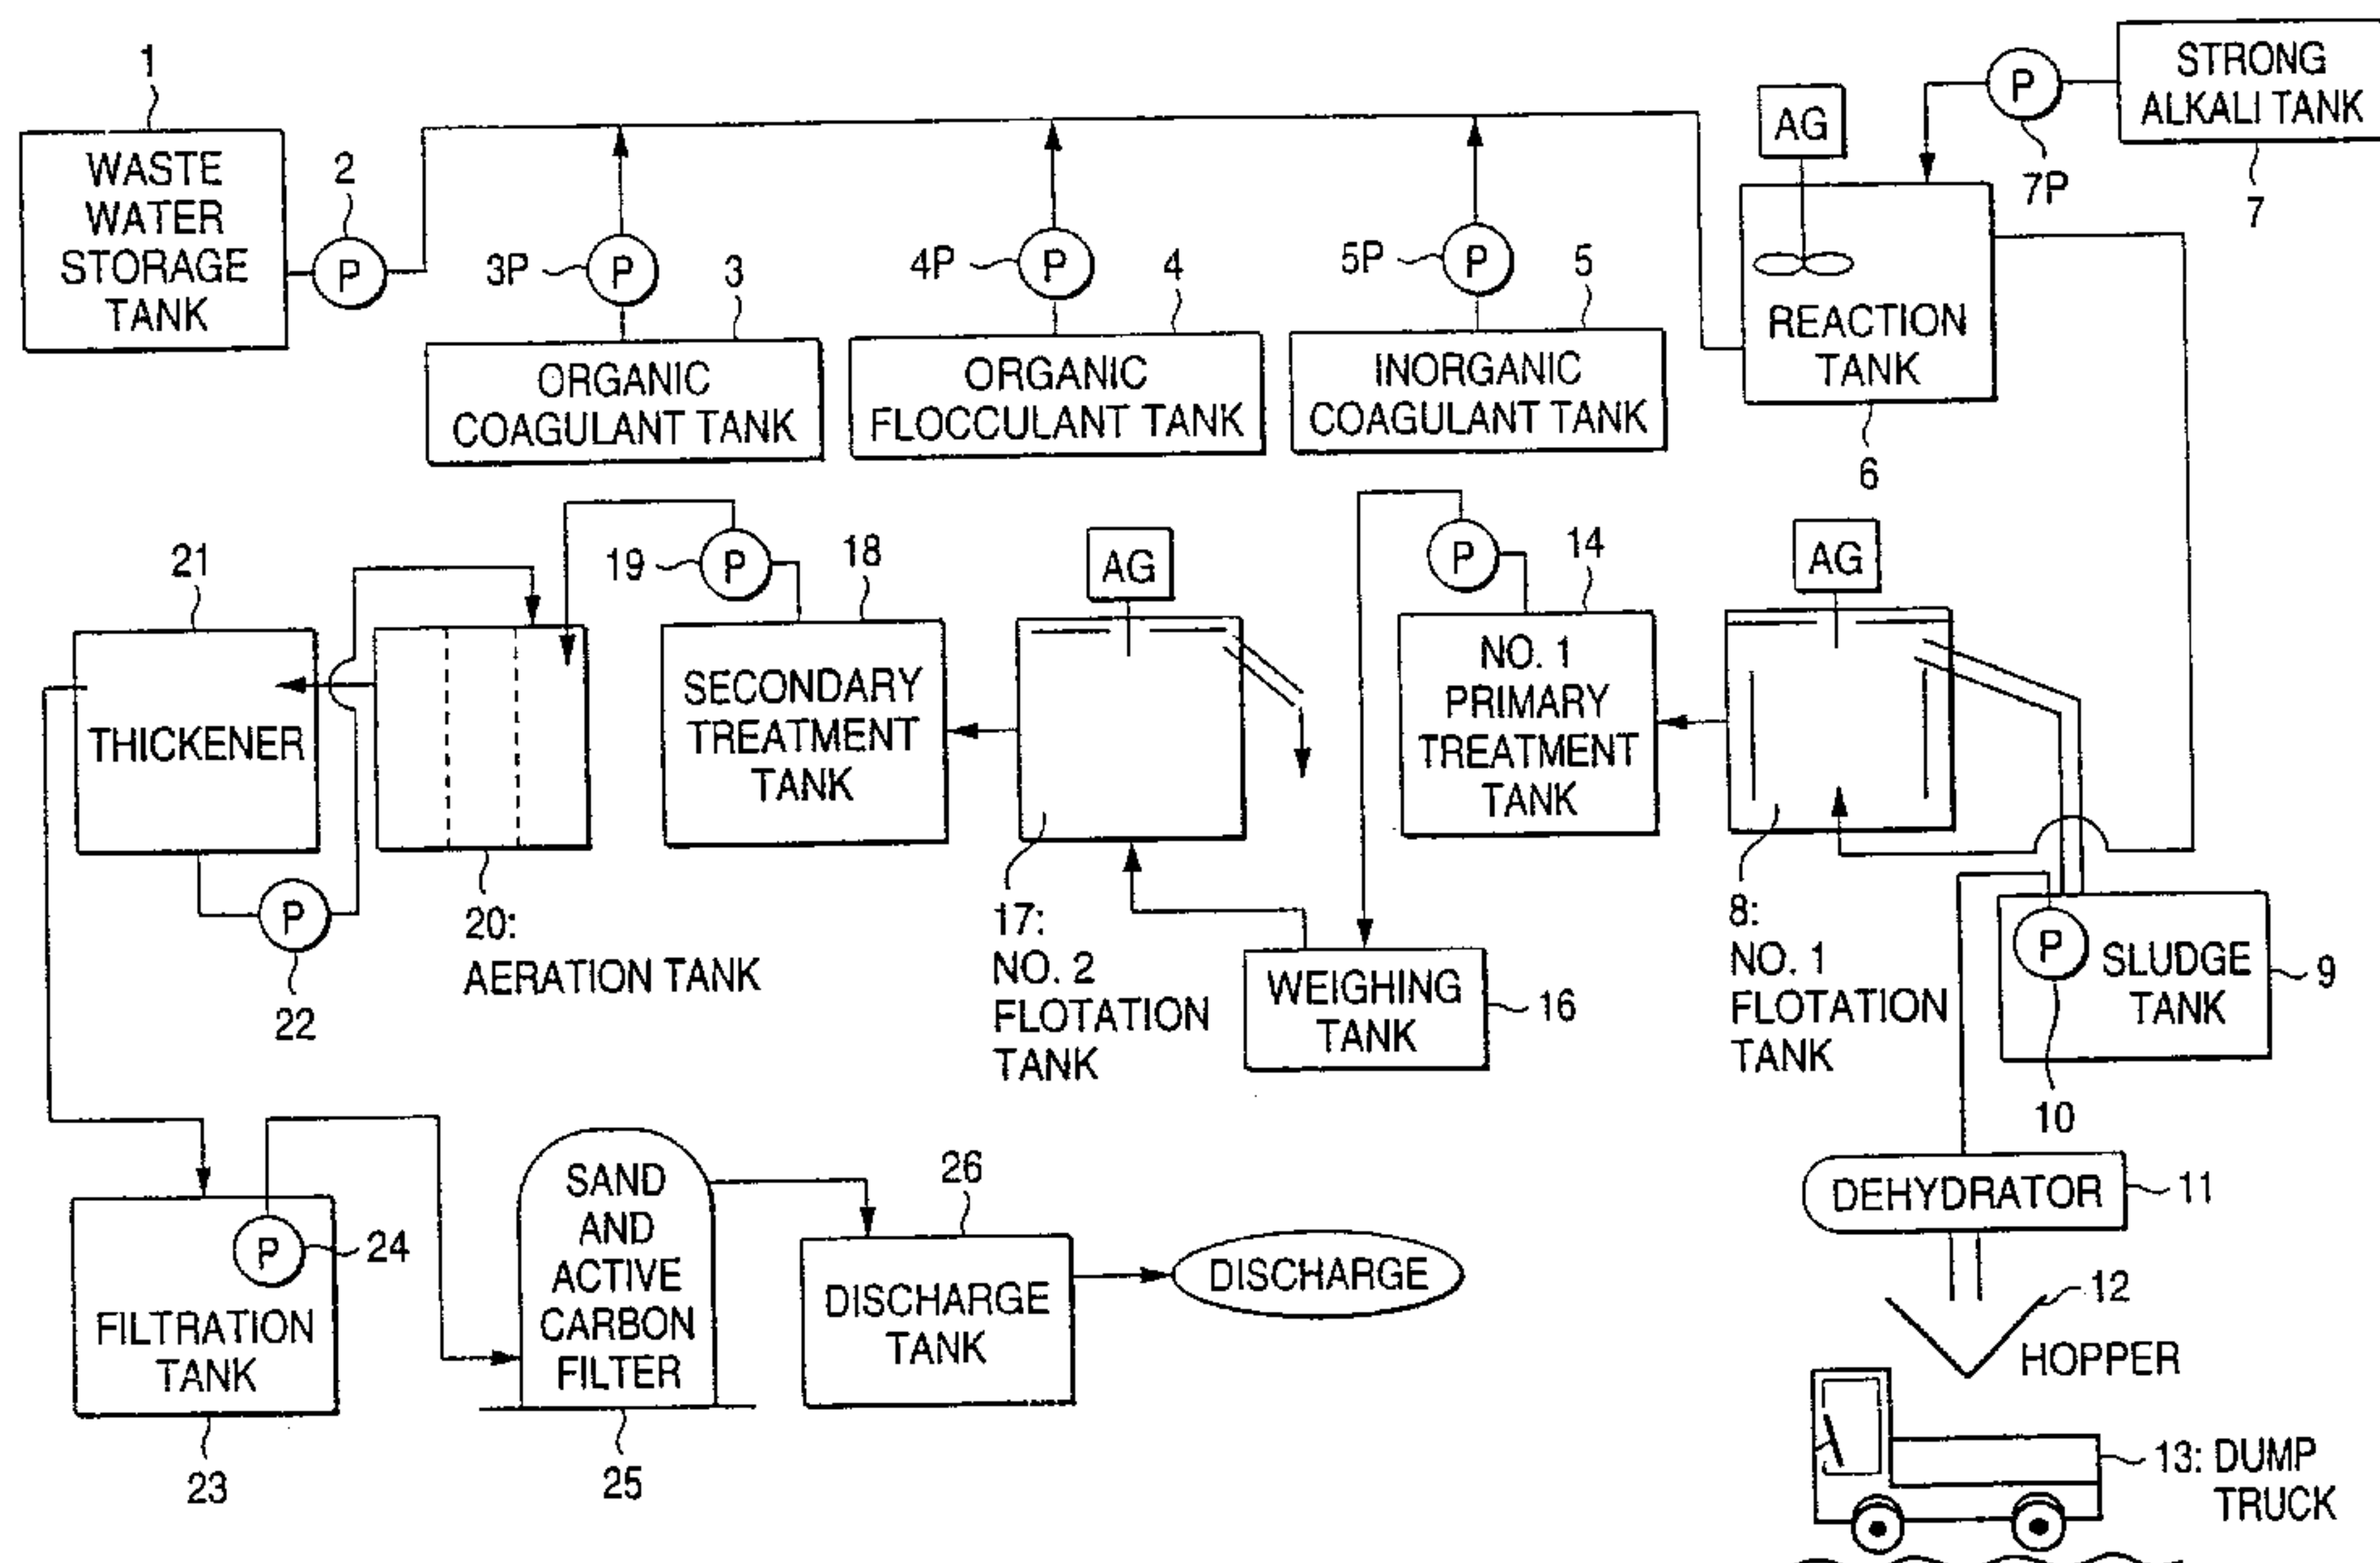 1
WASTE
WATER
STORAGE
TANK
2
P
3P
P
3
ORGANIC
COAGULANT TANK
4P
P
4
ORGANIC
FLOCCULANT TANK
5P
P
5
INORGANIC
COAGULANT TANK
AG
REACTION
TANK
6
P
7P
STRONG
ALKALI TANK
7
21
THICKENER
P
22
20:
AERATION TANK
19
P
18
SECONDARY
TREATMENT
TANK
AG
17:
NO. 2
FLOTATION
TANK
P
14
NO. 1
PRIMARY
TREATMENT
TANK
WEIGHING
TANK
16
AG
8:
NO. 1
FLOTATION
TANK
P
SLUDGE
TANK
9
10
P
24
FILTRATION
TANK
23
SAND
AND
ACTIVE
CARBON
FILTER
25
26
DISCHARGE
TANK
DISCHARGE
DEHYDRATOR
11
12
HOPPER
13: DUMP
TRUCK